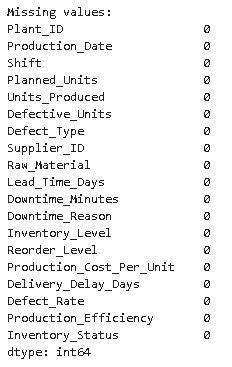 Missing values:
Plant_ID 0
Production_Date 0
Shift 0
Planned_Units 0
Units_Produced 0
Defective_Units 0
Defect_Type 0
Supplier_ID 0
Raw_Material 0
Lead_Time_Days 0
Downtime_Minutes 0
Downtime_Reason 0
Inventory_Level 0
Reorder_Level 0
Production_Cost_Per_Unit 0
Delivery_Delay_Days 0
Defect_Rate 0
Production_Efficiency 0
Inventory_Status 0
dtype: int64